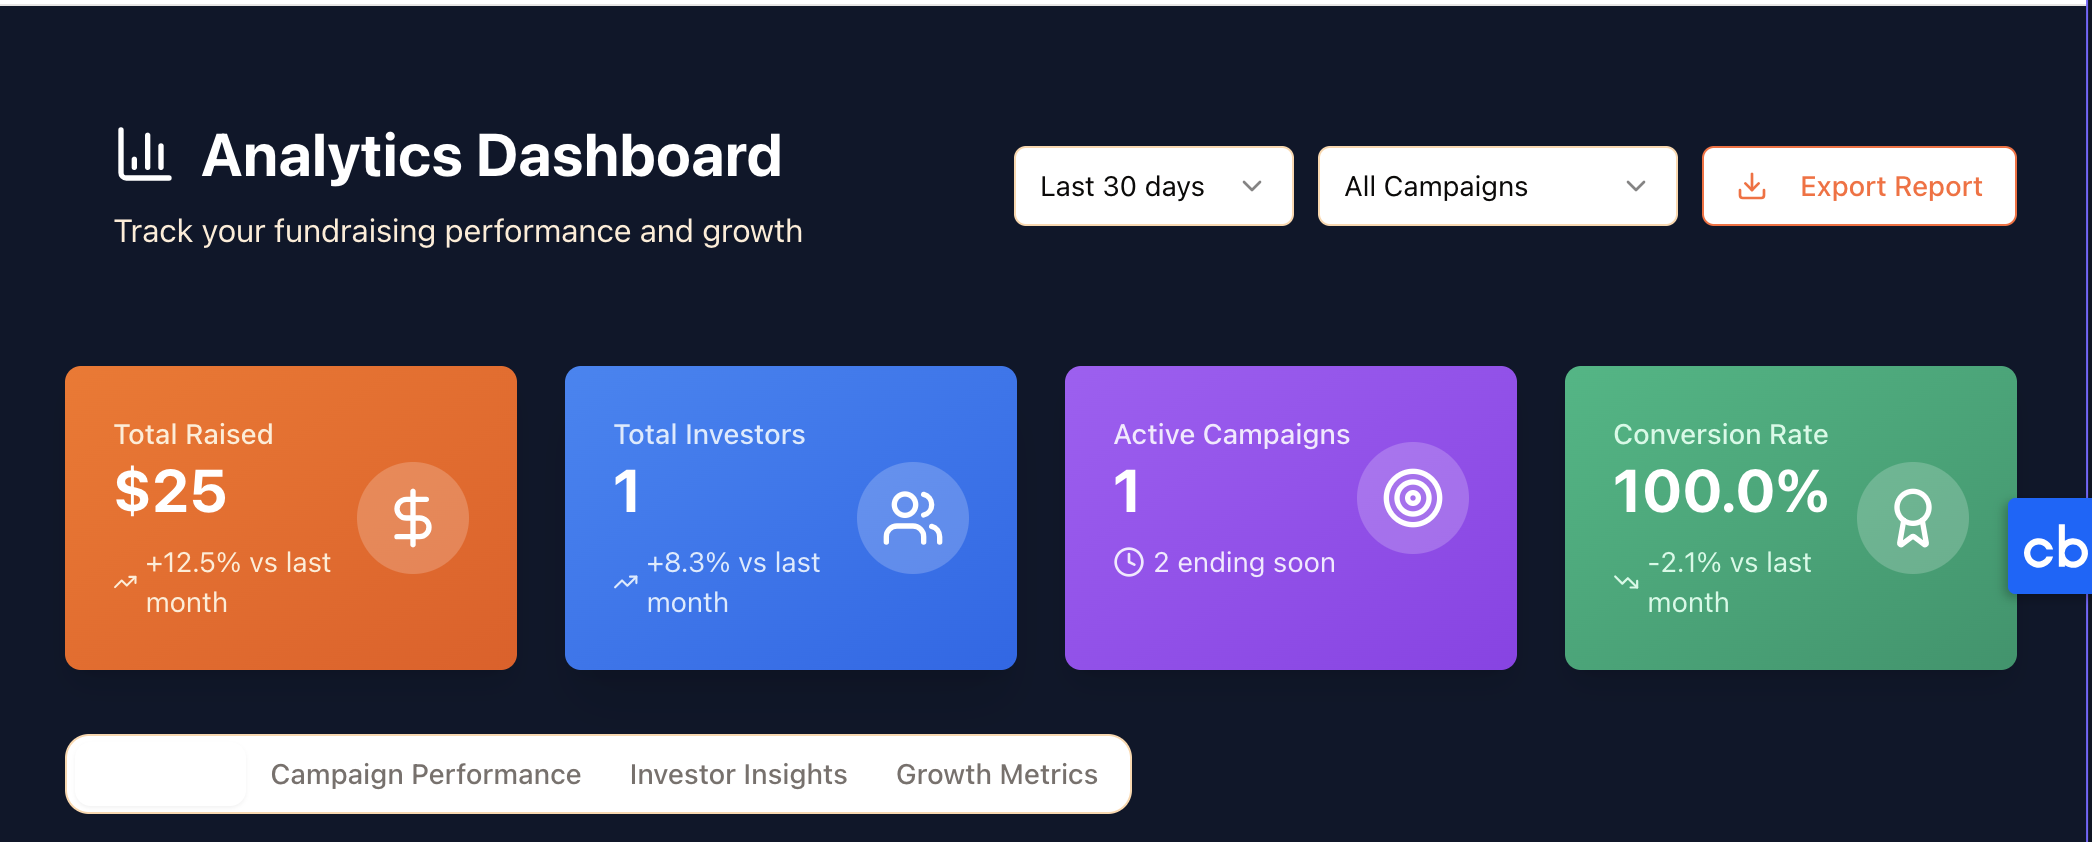 Analytics Dashboard
Track your fundraising performance and growth
Last 30 days
All Campaigns
Export Report
Total Raised
$25
+12.5% vs last
month
Total Investors
1
+8.3% vs last
month
Active Campaigns
1
2 ending soon
Conversion Rate
100.0%
-2.1% vs last
month
cb
Campaign Performance
Investor Insights
Growth Metrics